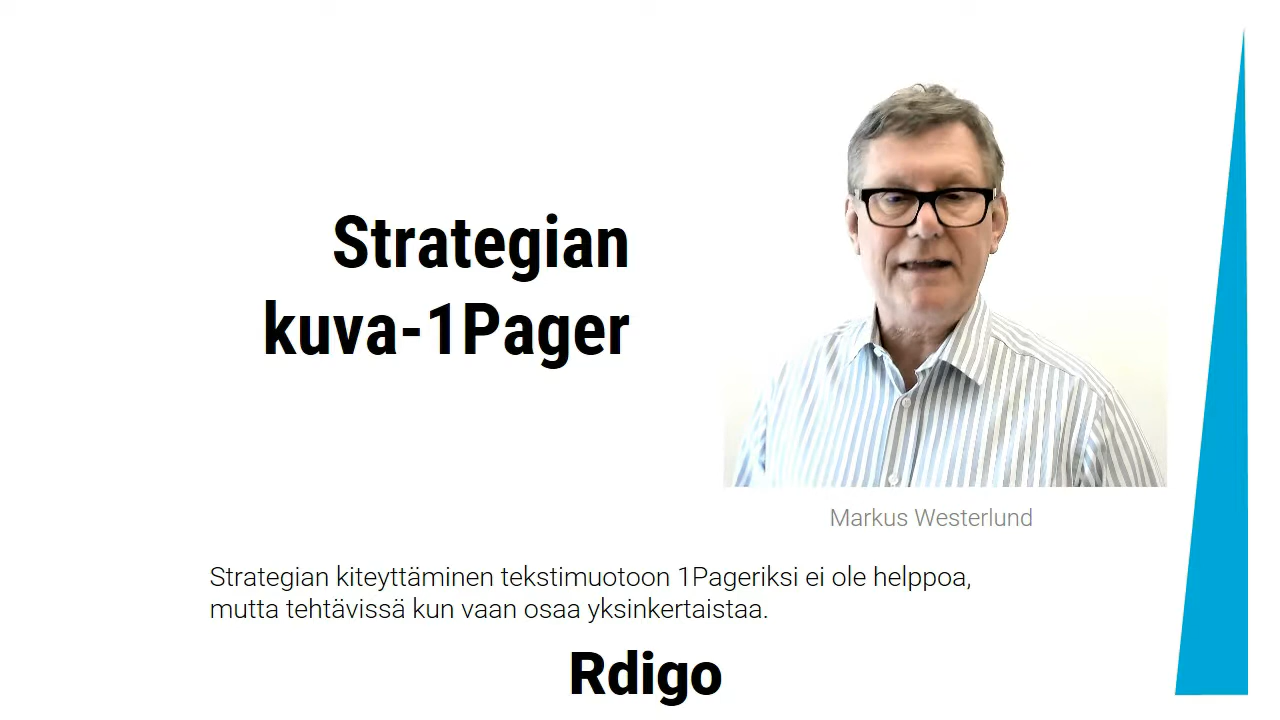 Strategian
kuva-1Pager
Markus Westerlund
Strategian kiteyttäminen tekstimuotoon 1Pageriksi ei ole helppoa,
mutta tehtävissä kun vaan osaa yksinkertaistaa.
Rdigo